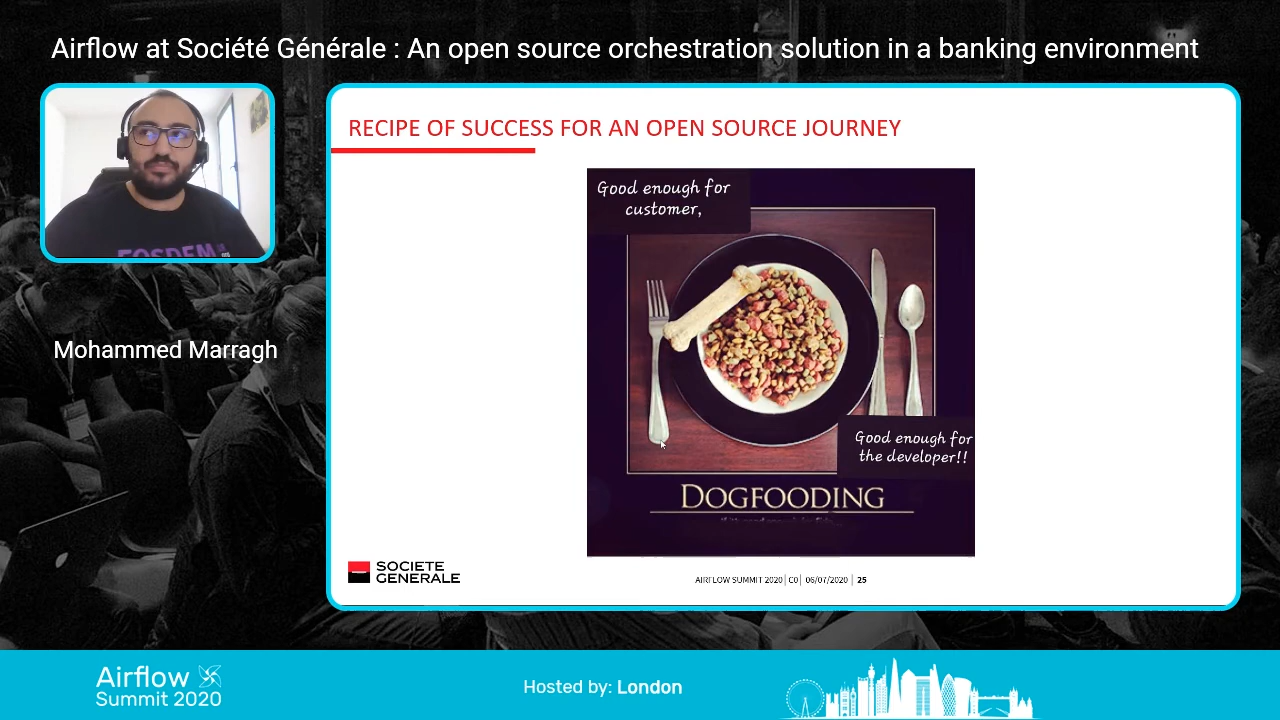 Airflow at Société Générale : An open source orchestration solution in a banking environment
RECIPE OF SUCCESS FOR AN OPEN SOURCE JOURNEY
Good enough for
customer,
FOSDEM
Mohammed Marragh
Good enough for
the developer!!
DOGFOODING
SOCIETE
GENERALE
AIRFLOW SUMMIT 2020 | C0 | 06/07/2020 | 25
Airflow
Summit 2020
Hosted by: London